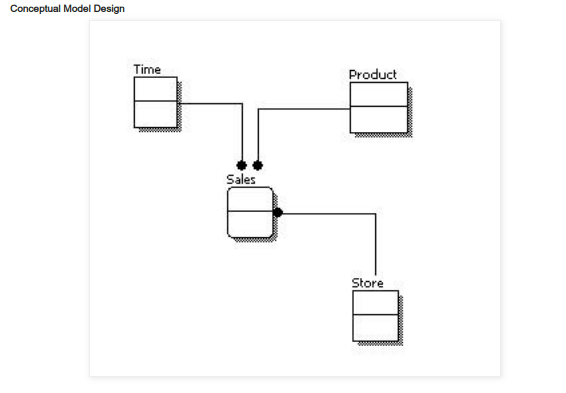 Conceptual Model Design
Time
Product
Sales
Store